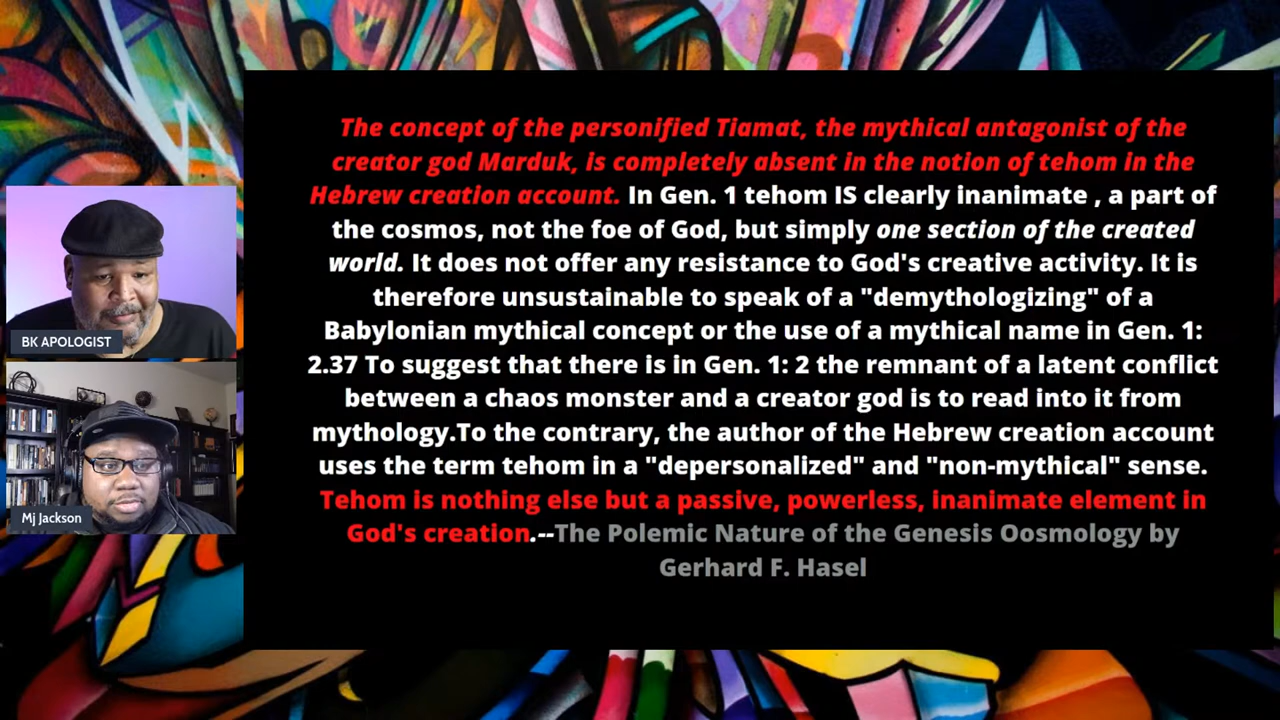 The concept of the personified Tiamat, the mythical antagonist of the
creator god Marduk, is completely absent in the notion of tehom in the
Hebrew creation account. In Gen. 1 tehom IS clearly inanimate , a part of
the cosmos, not the foe of God, but simply one section of the created
world. It does not offer any resistance to God's creative activity. It is
therefore unsustainable to speak of a "demythologizing" of a
Babylonian mythical concept or the use of a mythical name in Gen. 1:
2.37 To suggest that there is in Gen. 1: 2 the remnant of a latent conflict
between a chaos monster and a creator god is to read into it from
mythology.To the contrary, the author of the Hebrew creation account
uses the term tehom in a "depersonalized" and "non-mythical" sense.
Tehom is nothing else but a passive, powerless, inanimate element in
God's creation.--The Polemic Nature of the Genesis Oosmology by
Gerhard F. Hasel
BK APOLOGIST
Mj Jackson